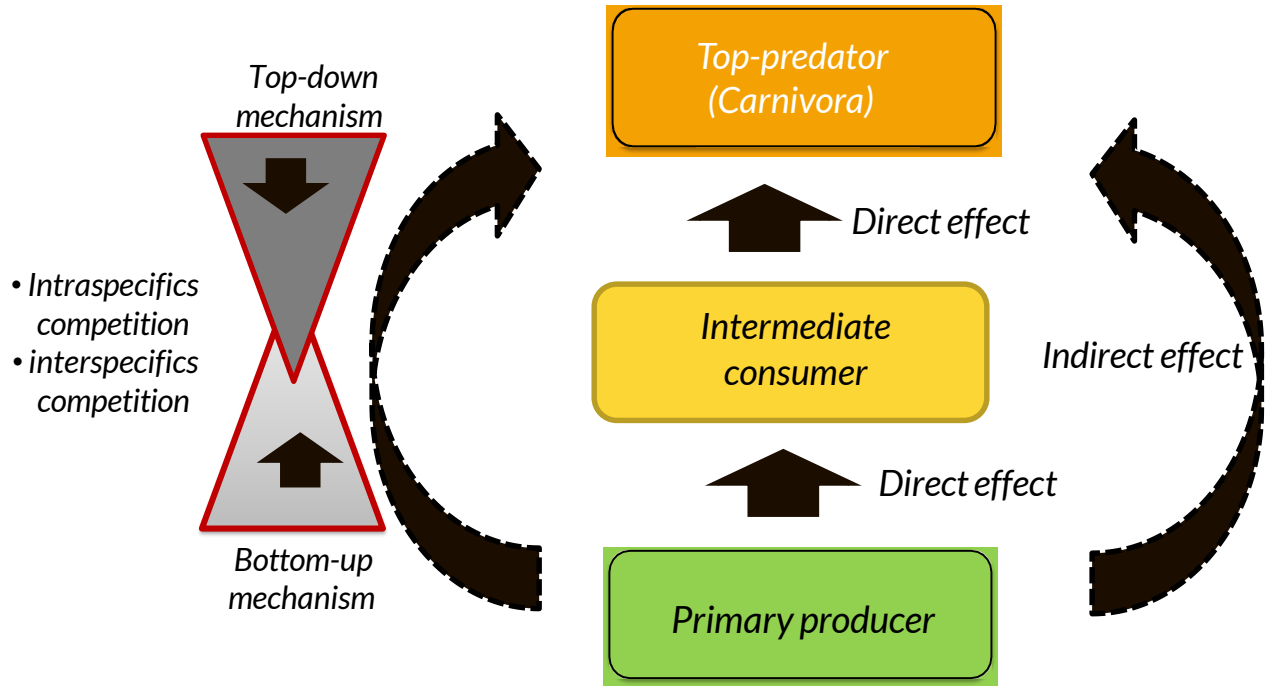 Top-predator
(Carnivora)
Top-down
mechanism
Direct effect
• Intraspecifics
competition
• interspecifics
competition
Intermediate
consumer
Indirect effect
Direct effect
Bottom-up
mechanism
Primary producer